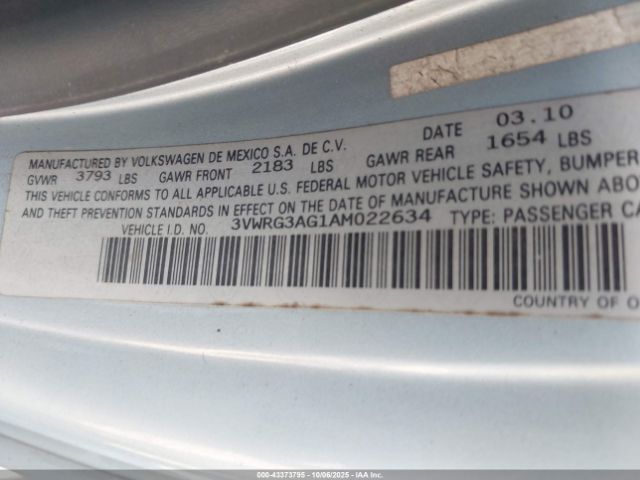 MANUFACTURED BY VOLKSWAGEN DE MEXICO S.A. DE C.V. DATE 03.10
GVWR 3793 LBS GAWR FRONT 2183 LBS GAWR REAR 1654 LBS
THIS VEHICLE CONFORMS TO ALL APPLICABLE U.S. FEDERAL MOTOR VEHICLE SAFETY, BUMPER
AND THEFT PREVENTION STANDARDS IN EFFECT ON THE DATE OF MANUFACTURE SHOWN ABO
VEHICLE I.D. NO. 3VWRG3AG1AM022634 TYPE: PASSENGER CA
COUNTRY OF O
000-43373795 • 10/06/2025 • IAAI.COM